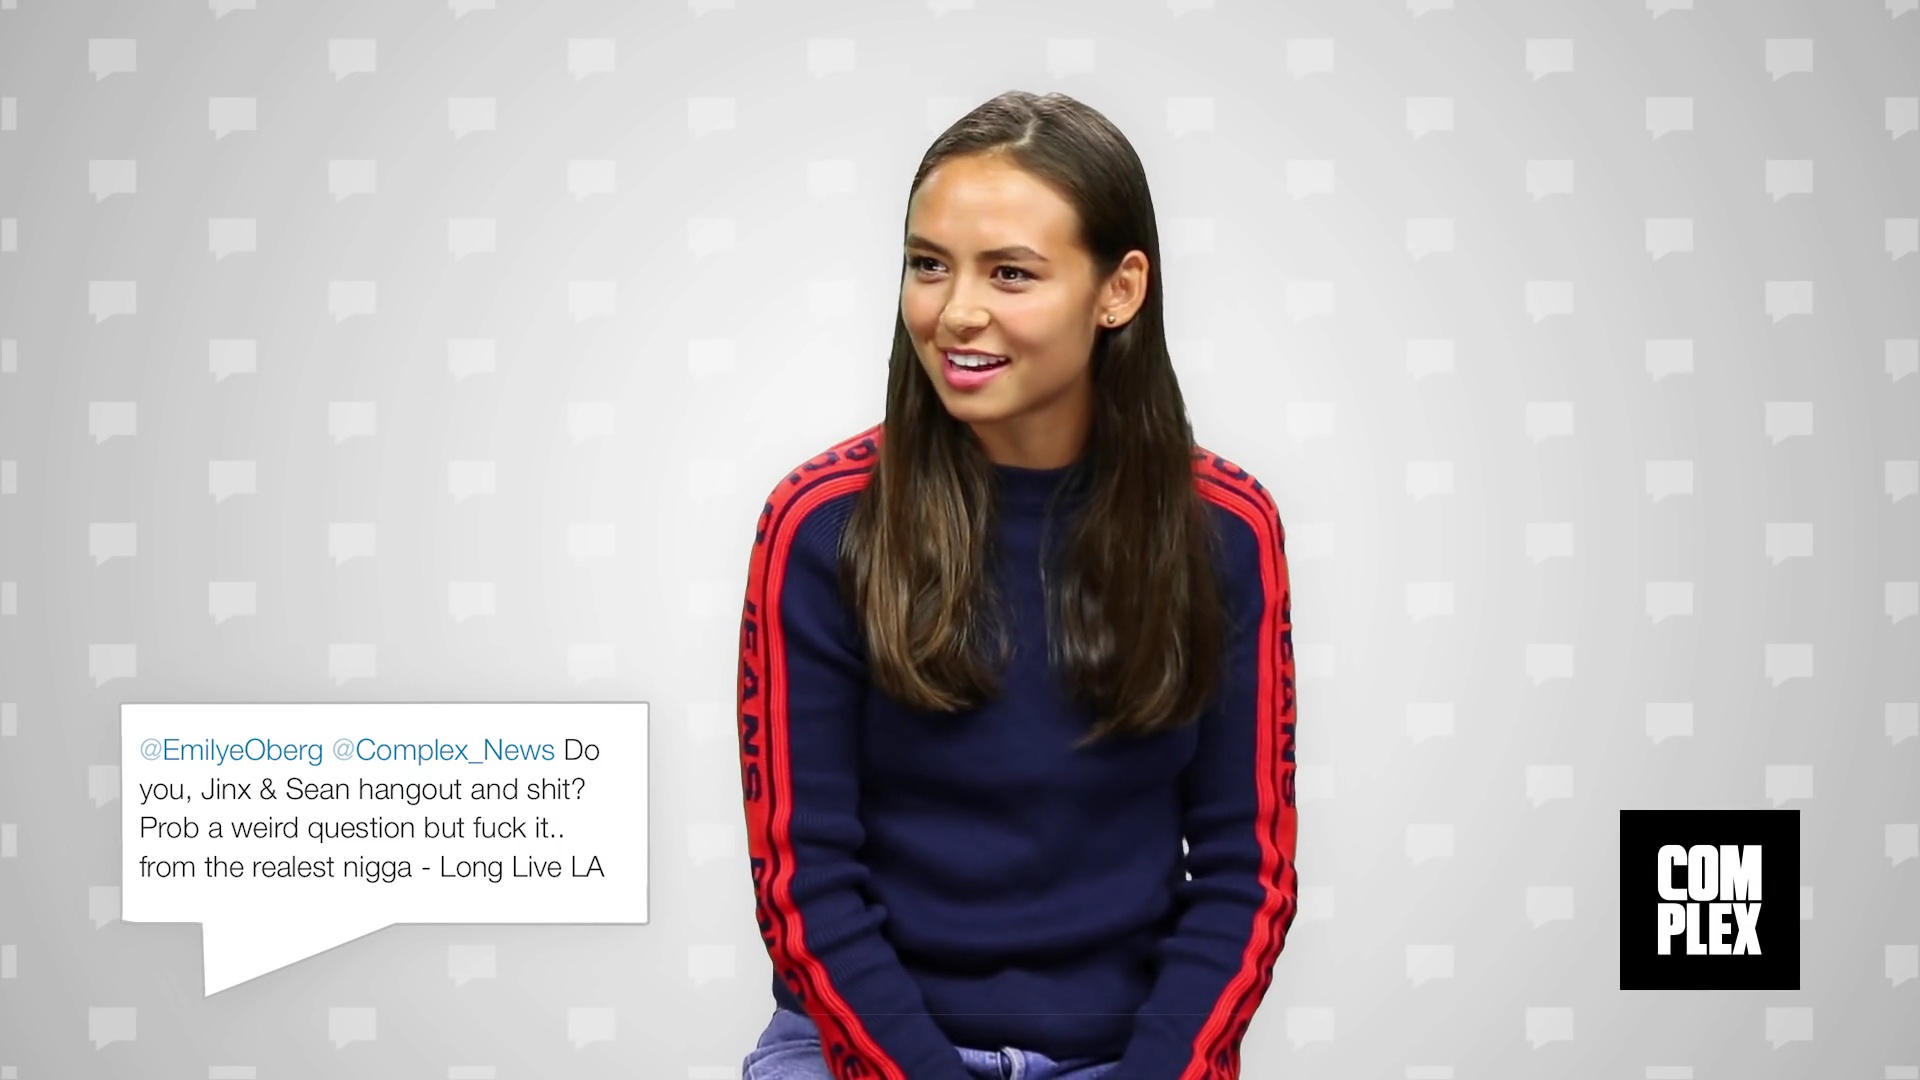 @EmilyeOberg @Complex_News Do
you, Jinx & Sean hangout and shit?
Prob a weird question but fuck it..
from the realest nigga - Long Live LA
COM
PLEX
JEANS
JEANS